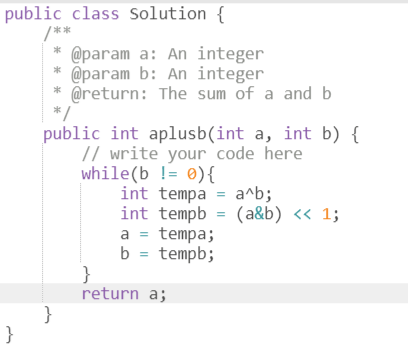 public class Solution {
    /**
     * @param a: An integer
     * @param b: An integer
     * @return: The sum of a and b
     */
    public int aplusb(int a, int b) {
        // write your code here
        while(b != 0){
            int tempa = a^b;
            int tempb = (a&b) << 1;
            a = tempa;
            b = tempb;
        }
        return a;
    }
}